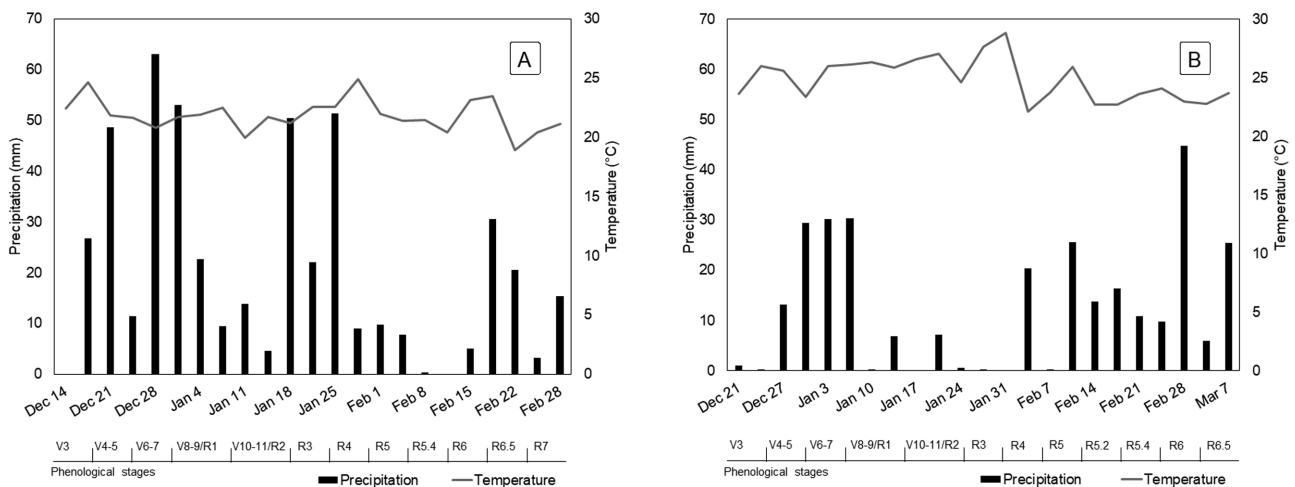 70 30
A
60 25
50 20
40
Precipitation (mm) 15 Temperature (°C)
30
20 10
10 5
0 0
Dec 14 Dec 21 Dec 28 Jan 4 Jan 11 Jan 18 Jan 25 Feb 1 Feb 8 Feb 15 Feb 22 Feb 28
V3 V4-5 V6-7 V8-9/R1 V10-11/R2 R3 R4 R5 R5.4 R6 R6.5 R7
Phenological stages
Precipitation Temperature
70 30
B
60 25
50 20
40
Precipitation (mm) 15 Temperature (°C)
30
20 10
10 5
0 0
Dec 21 Dec 27 Jan 3 Jan 10 Jan 17 Jan 24 Jan 31 Feb 7 Feb 14 Feb 21 Feb 28 Mar 7
V3 V4-5 V6-7 V8-9/R1 V10-11/R2 R3 R4 R5 R5.2 R5.4 R6 R6.5
Phenological stages
Precipitation Temperature